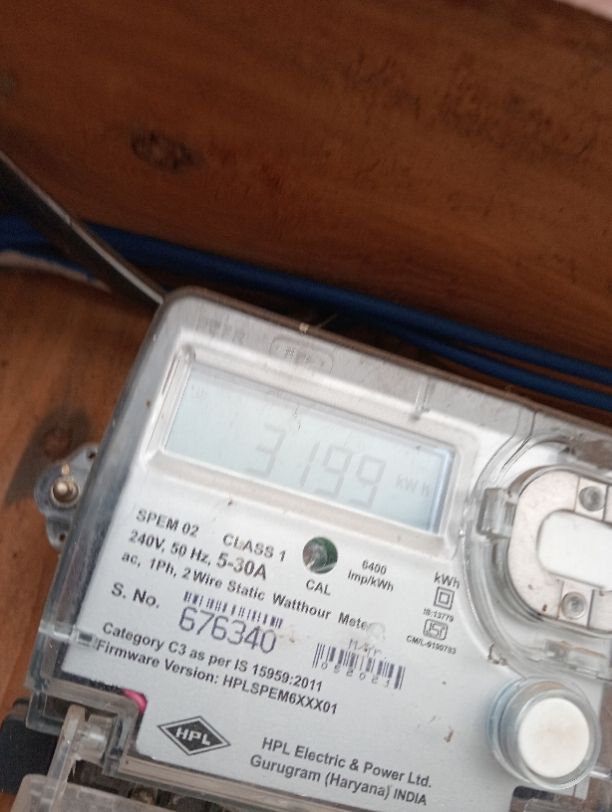 3199 kWh
SPEM 02 CLASS 1
240V, 50 Hz, 5-30A
ac, 1Ph, 2 Wire Static Watthour Meter
CAL
6400
Imp/kWh
kWh
IS:13779
S. No.
676340
Category C3 as per IS 15959:2011
Firmware Version: HPLSPEM6XXX01
HPL
HPL Electric & Power Ltd.
Gurugram (Haryana) INDIA